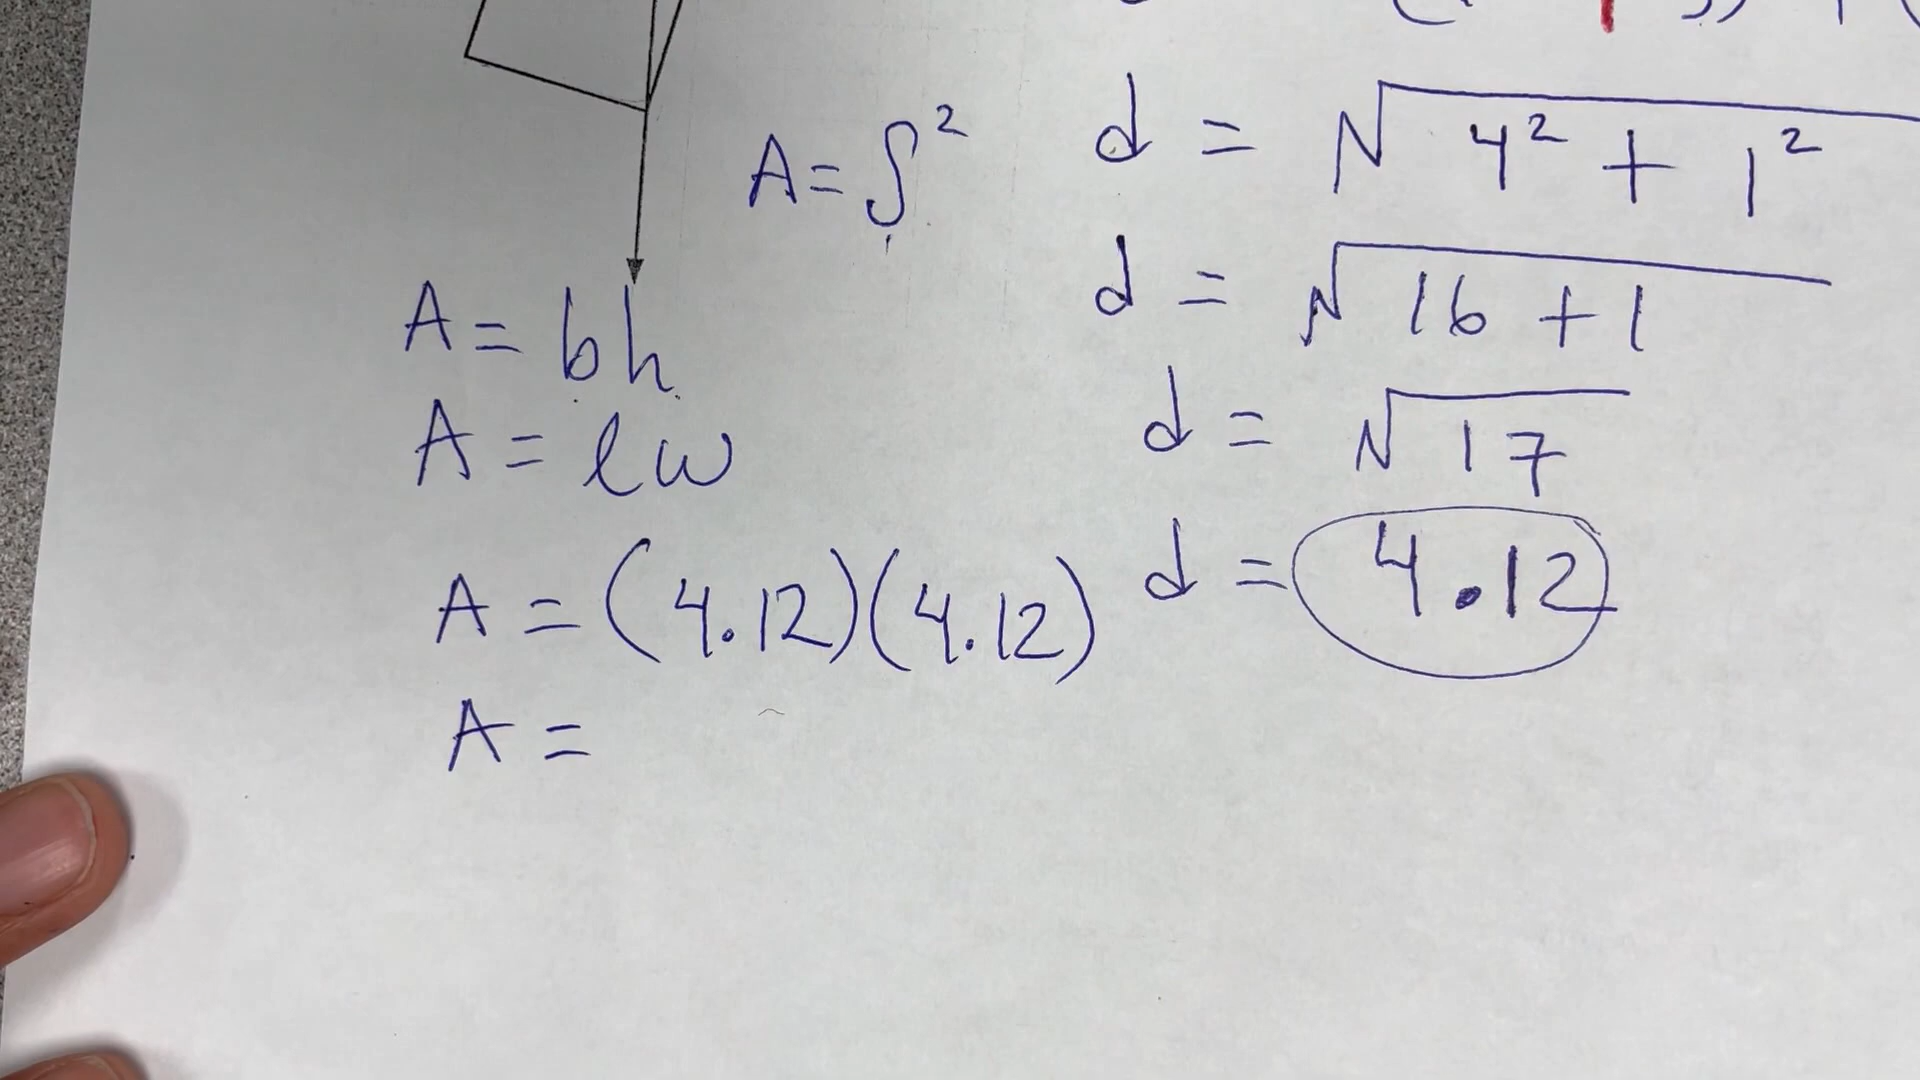 A = S²
A = bh
A = lw
A = (4.12)(4.12)
A =
d = √4² + 1²
d = √16 + 1
d = √17
d = 4.12